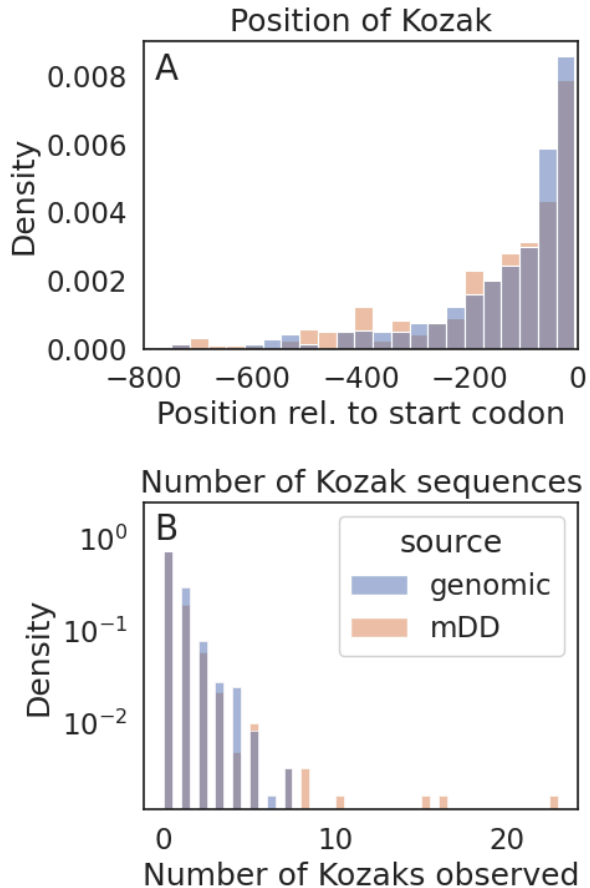 Position of Kozak
A
Density
0.008
0.006
0.004
0.002
0.000
−800 −600 −400 −200 0
Position rel. to start codon
Number of Kozak sequences
B
source
genomic
mDD
Density
10⁰
10⁻¹
10⁻²
0 10 20
Number of Kozaks observed